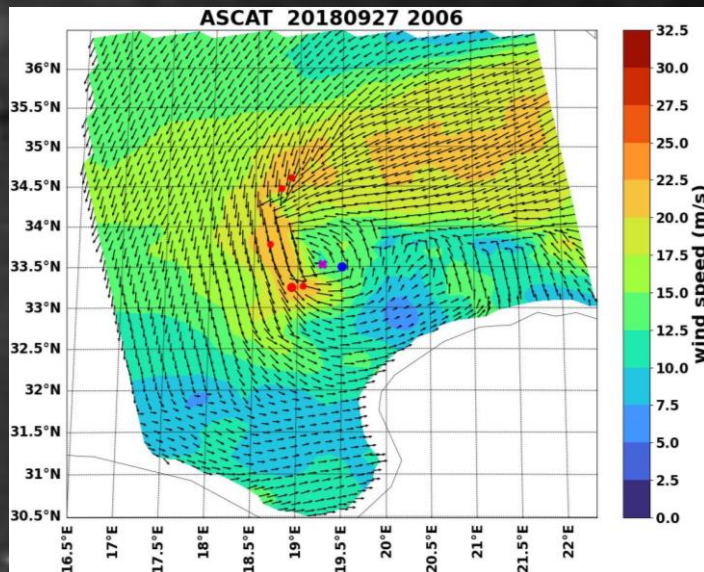 ASCAT 20180927 2006
36°N
35.5°N
35°N
34.5°N
34°N
33.5°N
33°N
32.5°N
32°N
31.5°N
31°N
30.5°N
16.5°E
17°E
17.5°E
18°E
18.5°E
19°E
19.5°E
20°E
20.5°E
21°E
21.5°E
22°E
32.5
30.0
27.5
25.0
22.5
20.0
17.5
15.0
12.5
10.0
7.5
5.0
2.5
0.0
wind speed (m/s)